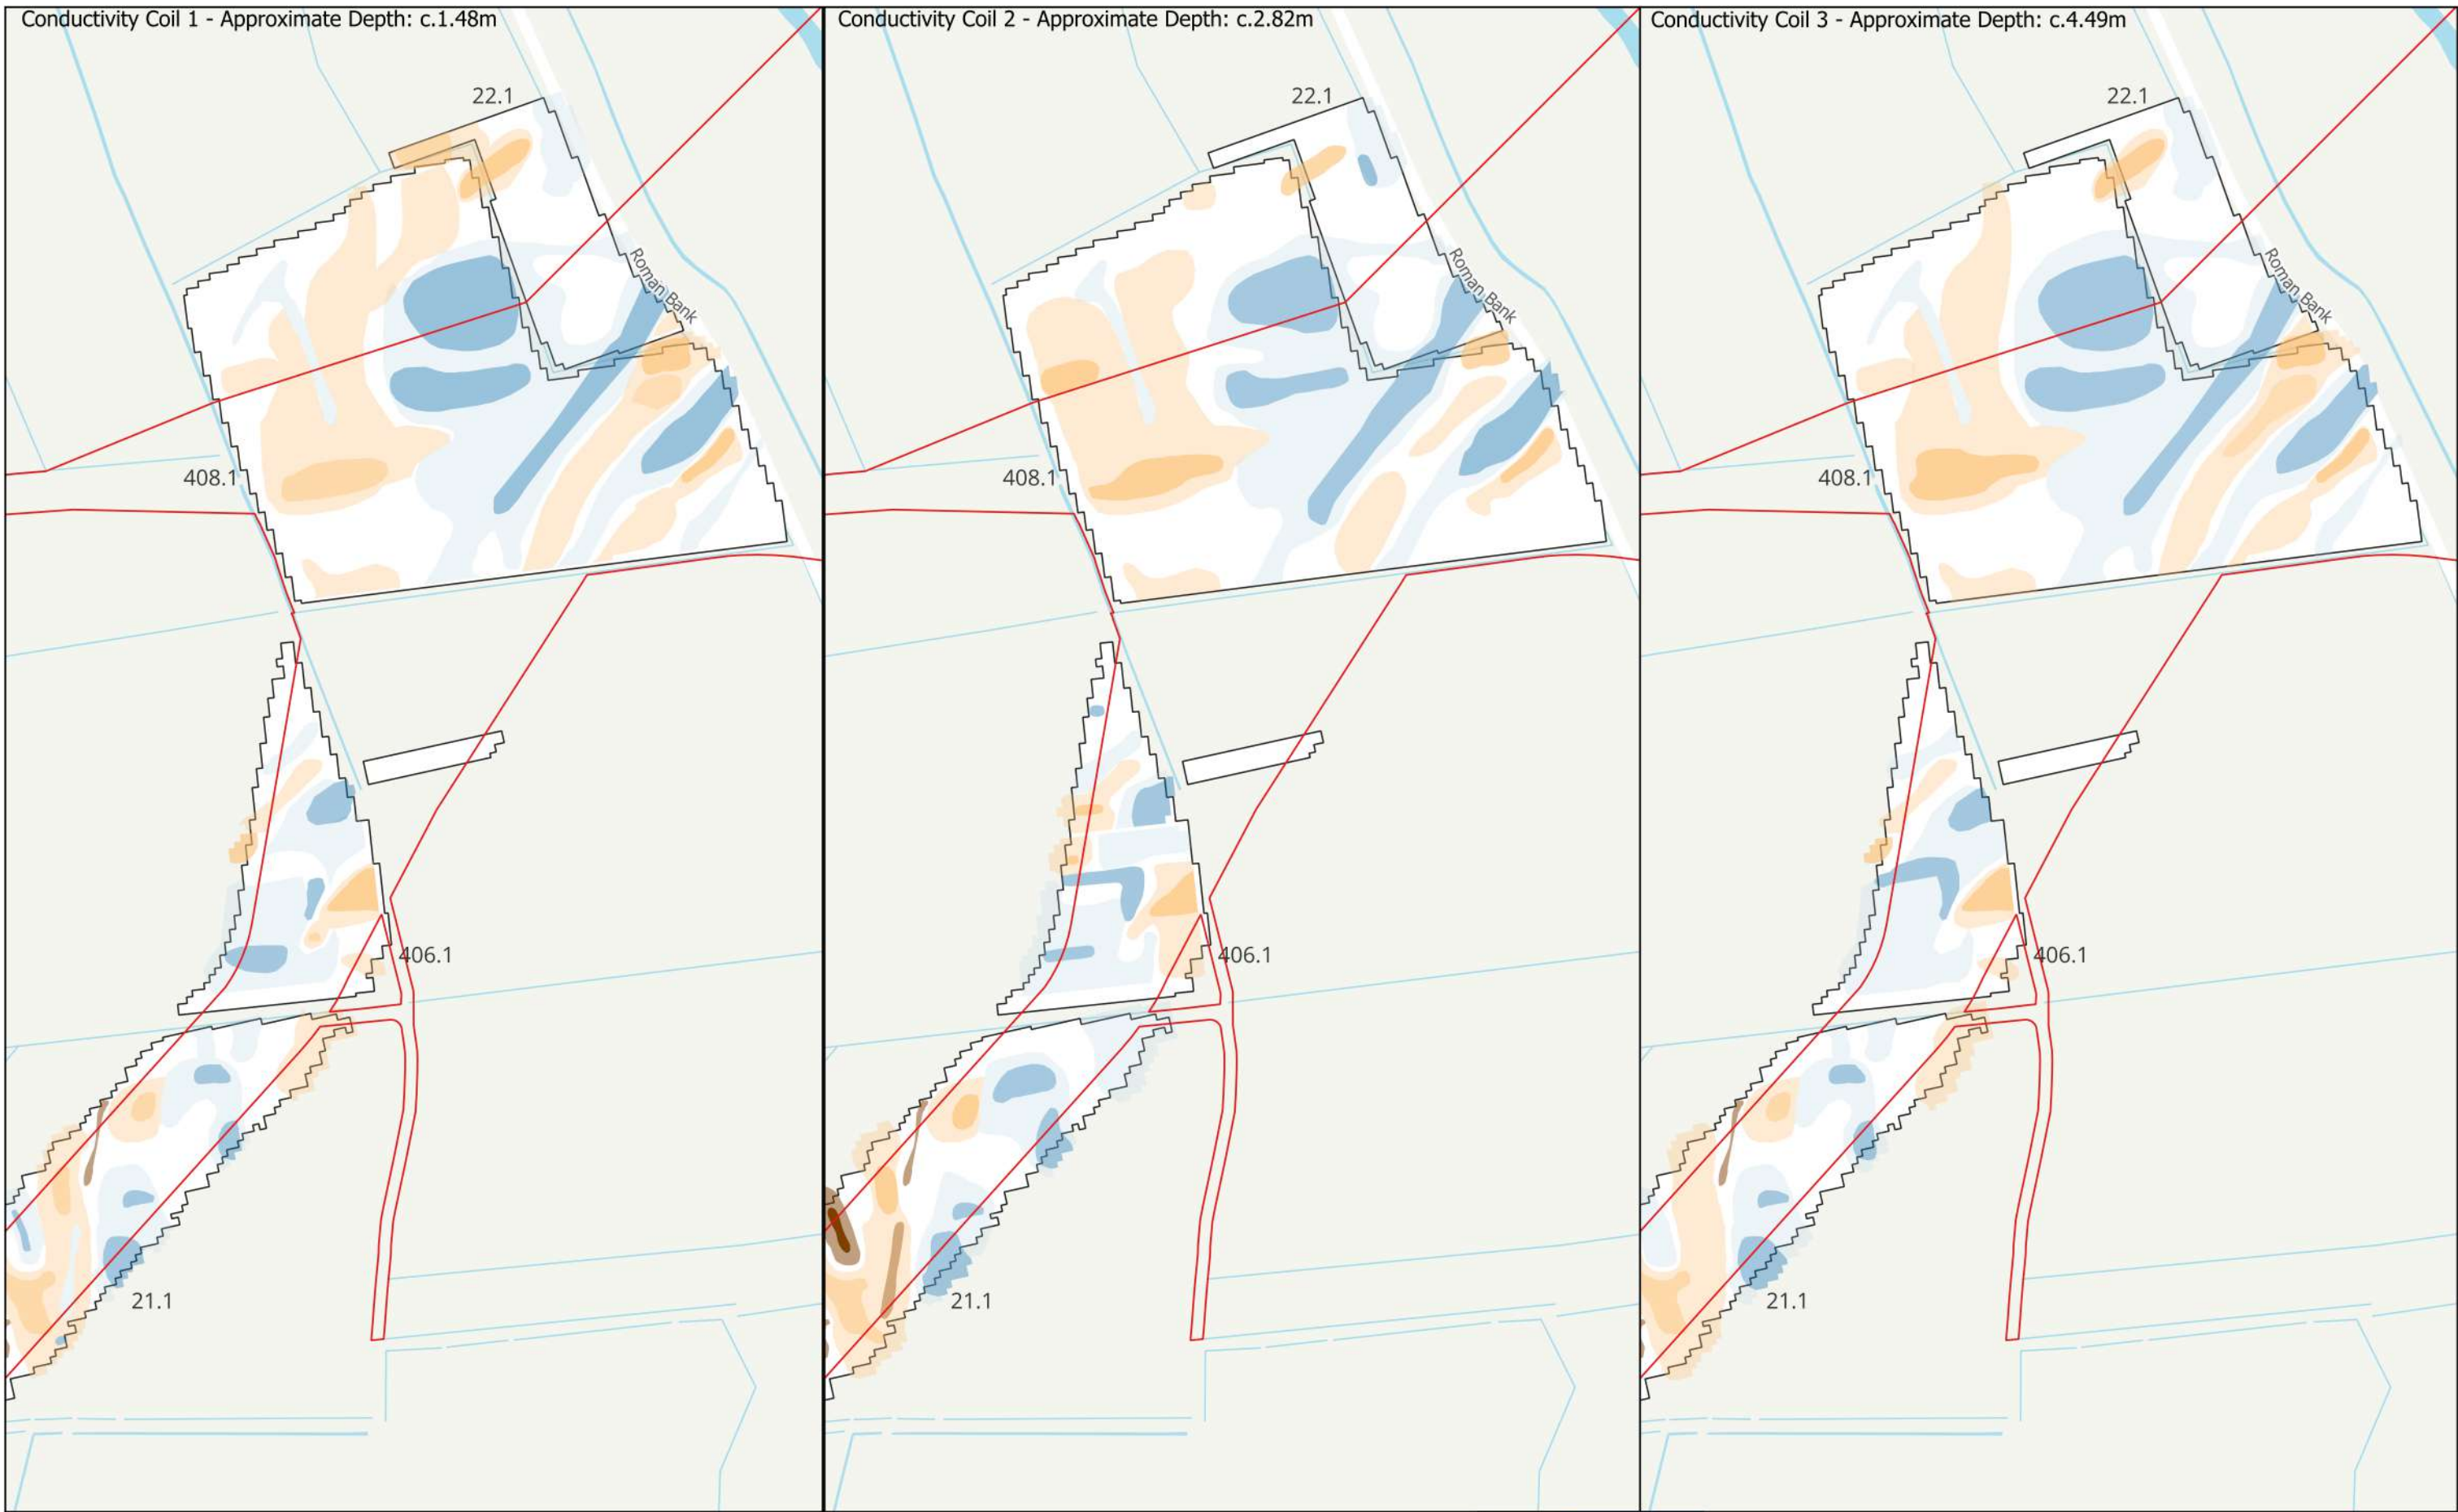 Conductivity Coil 1 - Approximate Depth: c.1.48m
22.1
Roman Bank
408.1
406.1
21.1
Conductivity Coil 2 - Approximate Depth: c.2.82m
22.1
Roman Bank
408.1
406.1
21.1
Conductivity Coil 3 - Approximate Depth: c.4.49m
22.1
Roman Bank
408.1
406.1
21.1